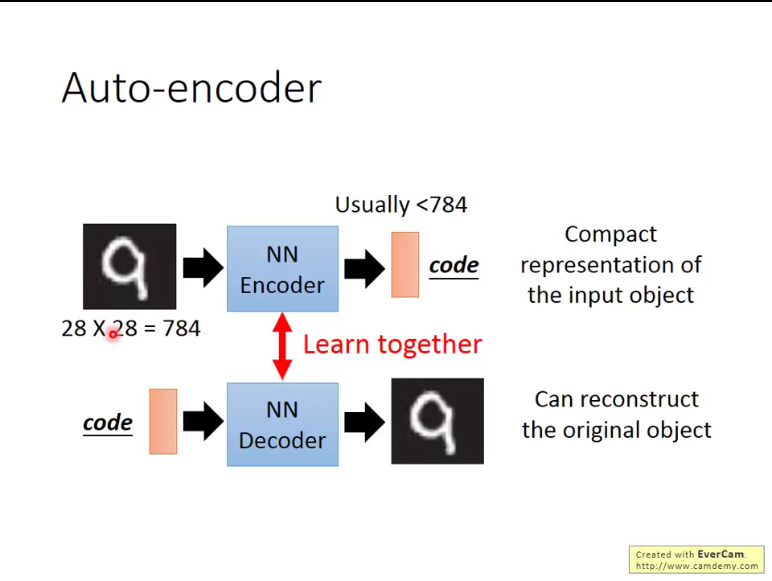 Auto-encoder
Usually <784
NN
Encoder
code
Compact
representation of
the input object
28 X 28 = 784
Learn together
code
NN
Decoder
Can reconstruct
the original object
Created with EverCam.
http://www.camdemy.com